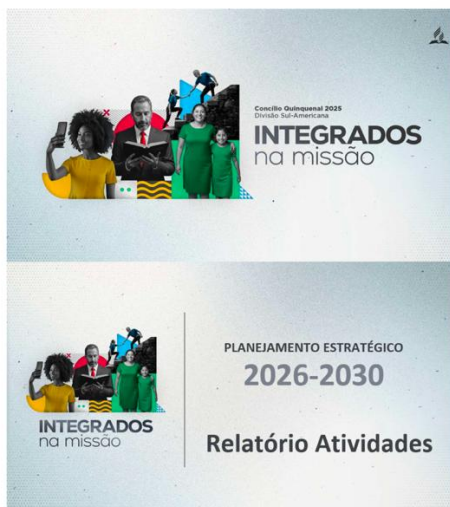 Concílio Quinquenal 2025
Divisão Sul-Americana
INTEGRADOS
na missão
INTEGRADOS
na missão
PLANEJAMENTO ESTRATÉGICO
2026-2030
Relatório Atividades